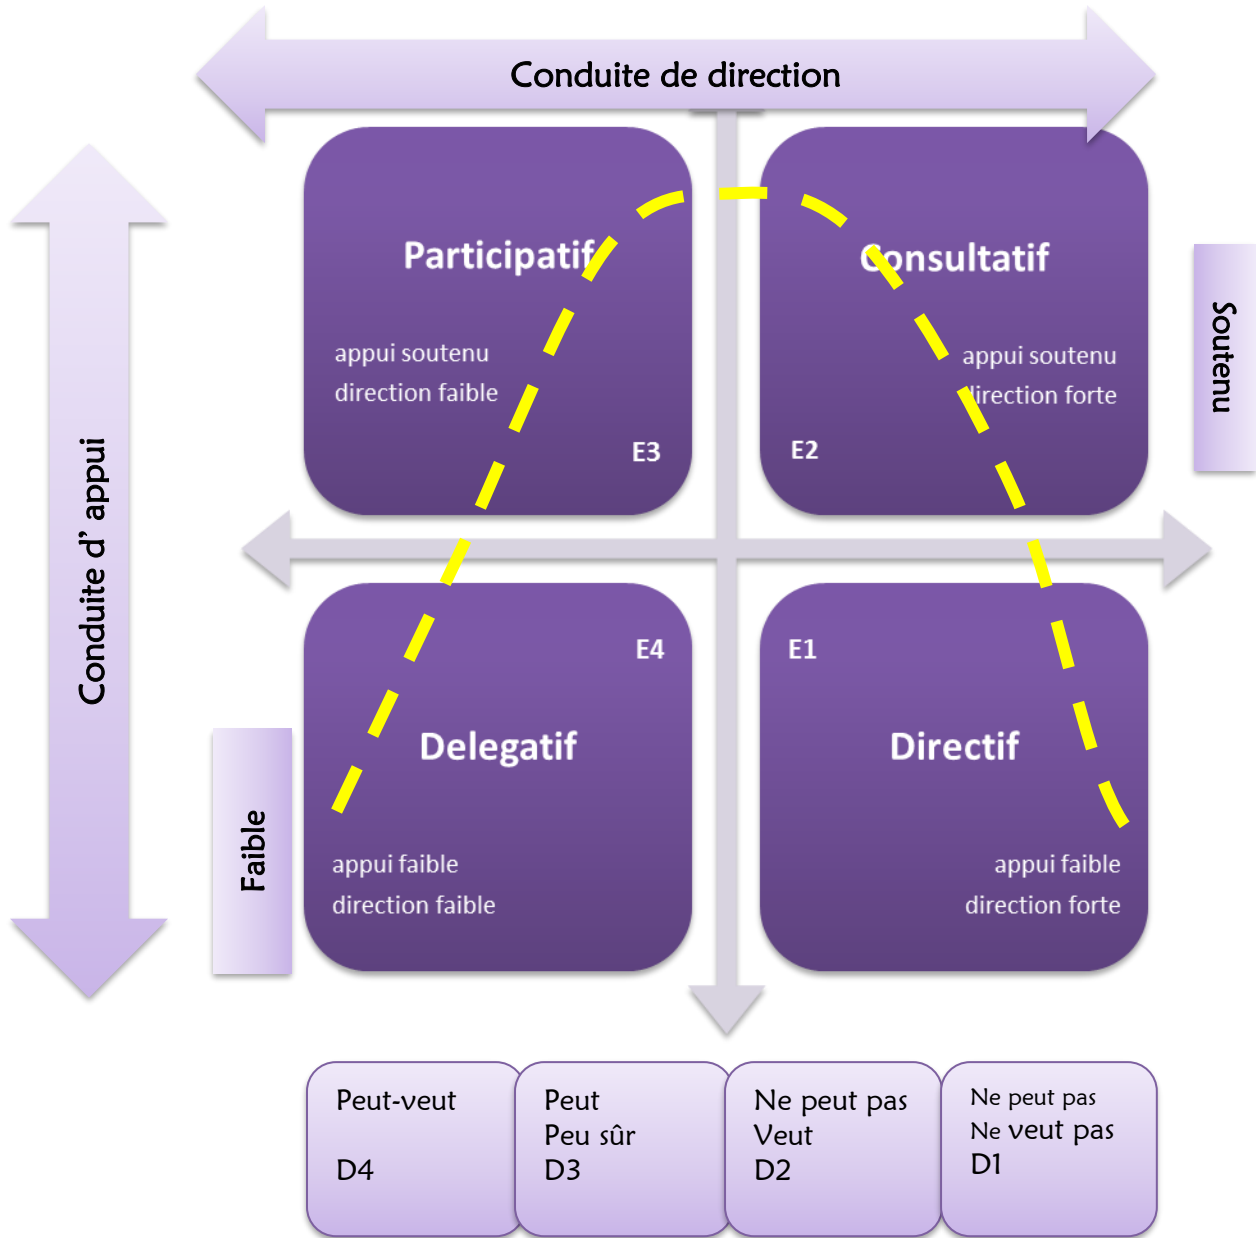 Conduite de direction
Conduite d’ appui
Participatif
appui soutenu
direction faible
E3
Consultatif
appui soutenu
direction forte
E2
Soutenu
E4
Delegatif
appui faible
direction faible
E1
Directif
appui faible
direction forte
Faible
Peut-veut
D4
Peut
Peu sûr
D3
Ne peut pas
Veut
D2
Ne peut pas
Ne veut pas
D1